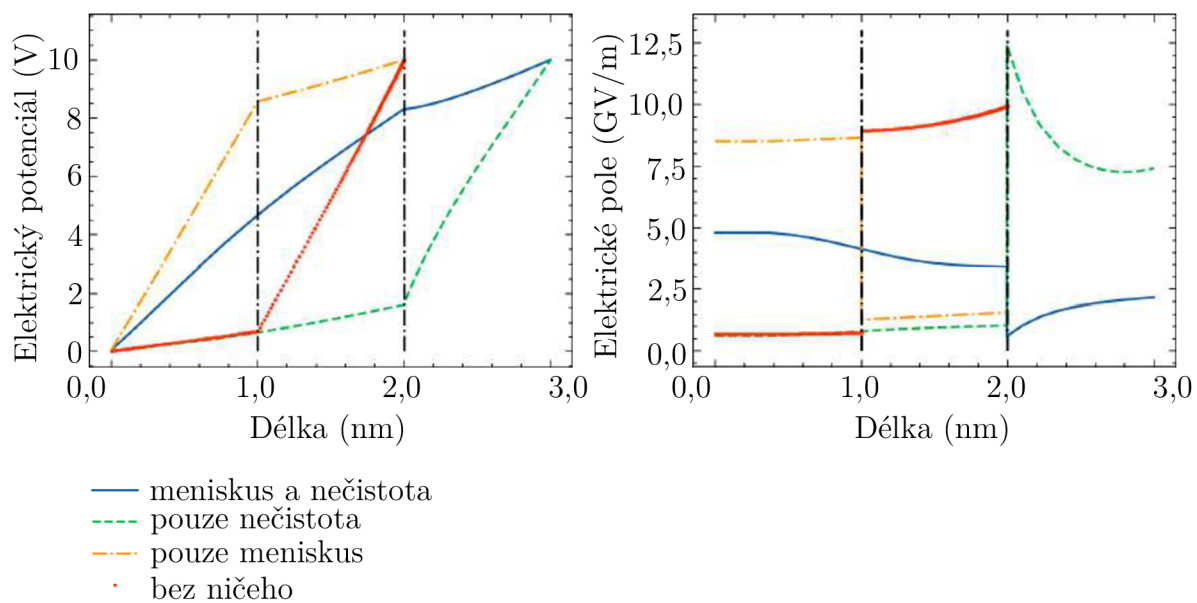 Elektrický potenciál (V)
10
8
6
4
2
0
0,0
1,0
2,0
3,0
Délka (nm)
Elektrické pole (GV/m)
12,5
10,0
7,5
5,0
2,5
0,0
0,0
1,0
2,0
3,0
Délka (nm)
meniskus a nečistota
pouze nečistota
pouze meniskus
bez ničeho